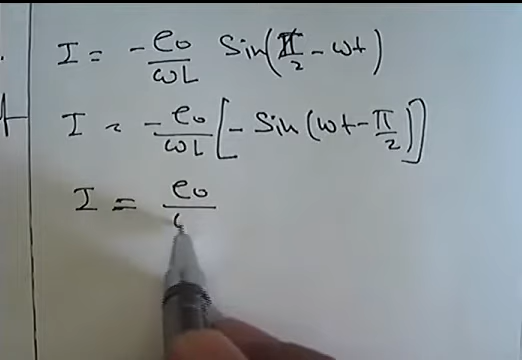 I = -e₀/ωL Sin(π/2 - ωt)
I = -e₀/ωL [- Sin(ωt - π/2)]
I = e₀/